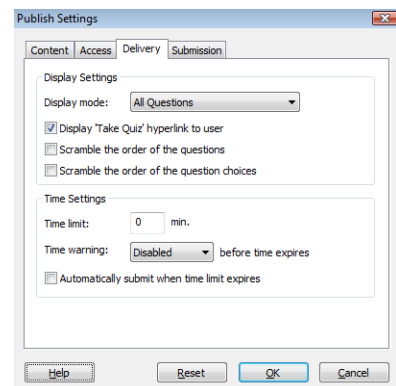 Publish Settings
Content Access Delivery Submission
Display Settings
Display mode: All Questions
Display 'Take Quiz' hyperlink to user
Scramble the order of the questions
Scramble the order of the question choices
Time Settings
Time limit: 0 min.
Time warning: Disabled before time expires
Automatically submit when time limit expires
Help Reset OK Cancel